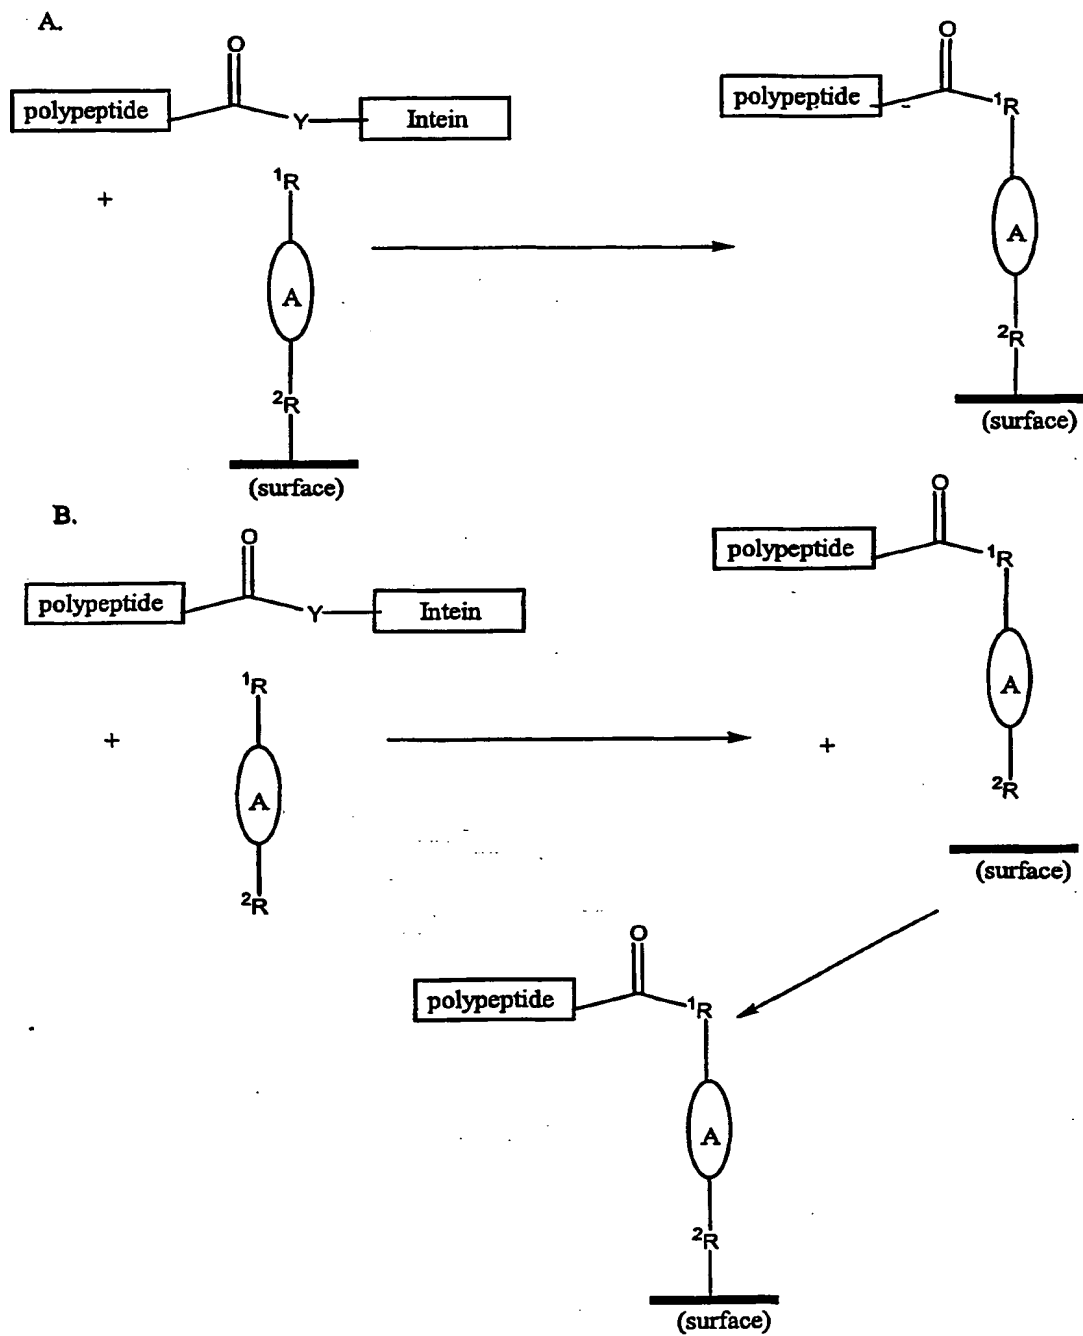 A.
O
polypeptide
Y
Intein
+
¹R
A
²R
(surface)
O
polypeptide
¹R
A
²R
(surface)
B.
O
polypeptide
Y
Intein
+
¹R
A
²R
O
polypeptide
¹R
A
²R
+
(surface)
O
polypeptide
¹R
A
²R
(surface)